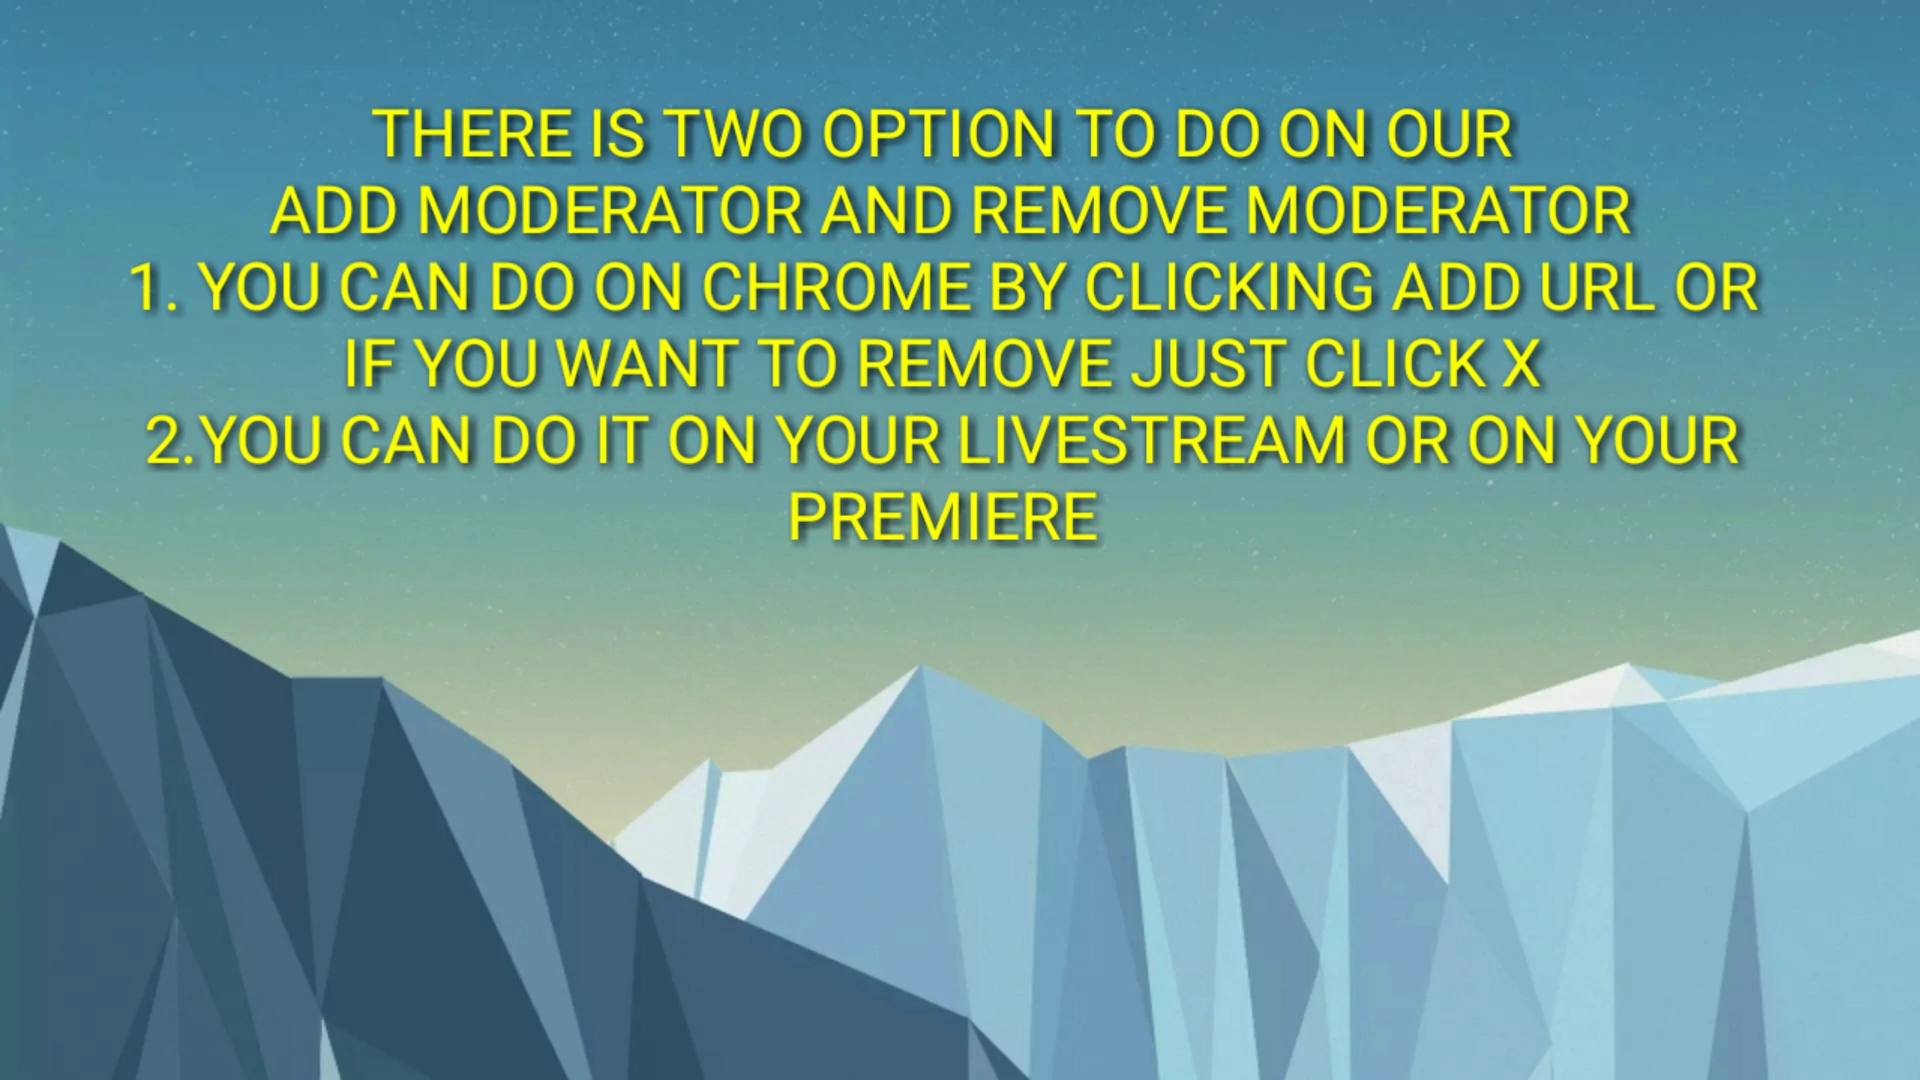 THERE IS TWO OPTION TO DO ON OUR
ADD MODERATOR AND REMOVE MODERATOR
1. YOU CAN DO ON CHROME BY CLICKING ADD URL OR
IF YOU WANT TO REMOVE JUST CLICK X
2.YOU CAN DO IT ON YOUR LIVESTREAM OR ON YOUR
PREMIERE